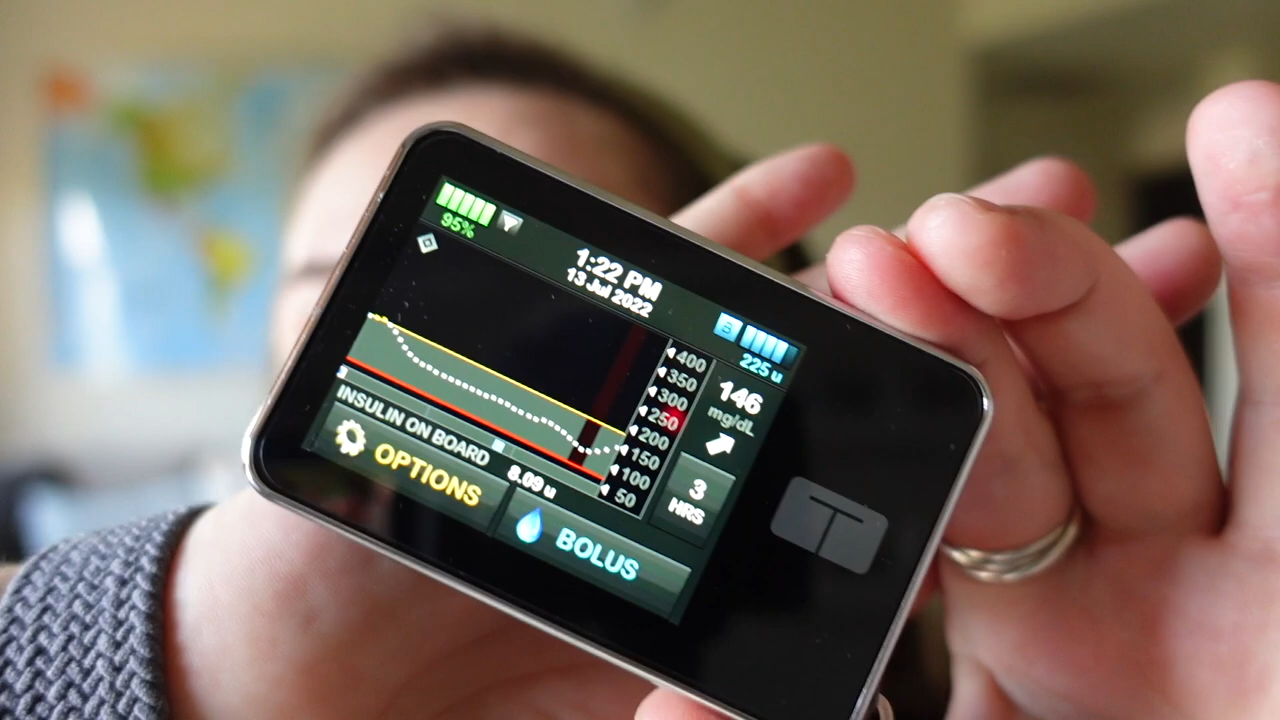 95%
1:22 PM
13 Jul 2022
B
225 u
400
350
300
250
200
150
100
50
146
mg/dL
3
HRS
INSULIN ON BOARD
8.09 u
OPTIONS
BOLUS